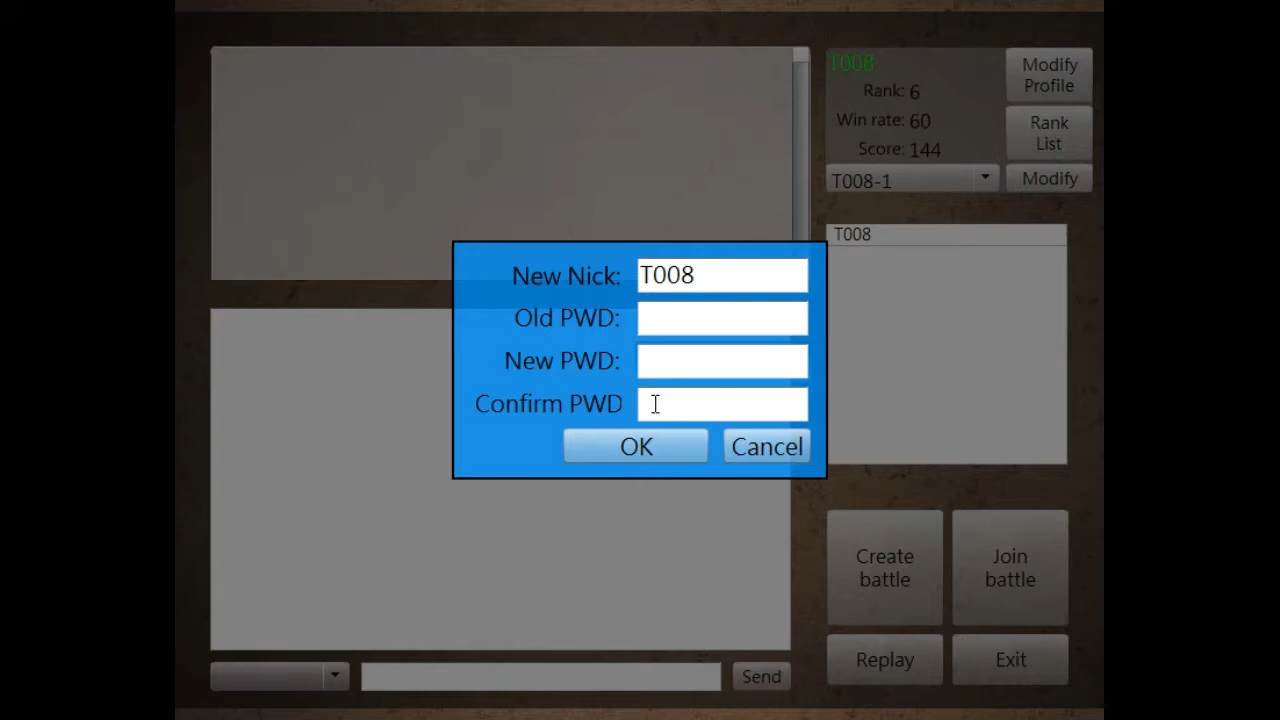 T008
Rank: 6
Win rate: 60
Score: 144
Modify
Profile
Rank
List
T008-1
Modify
T008
New Nick: T008
Old PWD:
New PWD:
Confirm PWD
OK
Cancel
Create
battle
Join
battle
Replay
Exit
Send